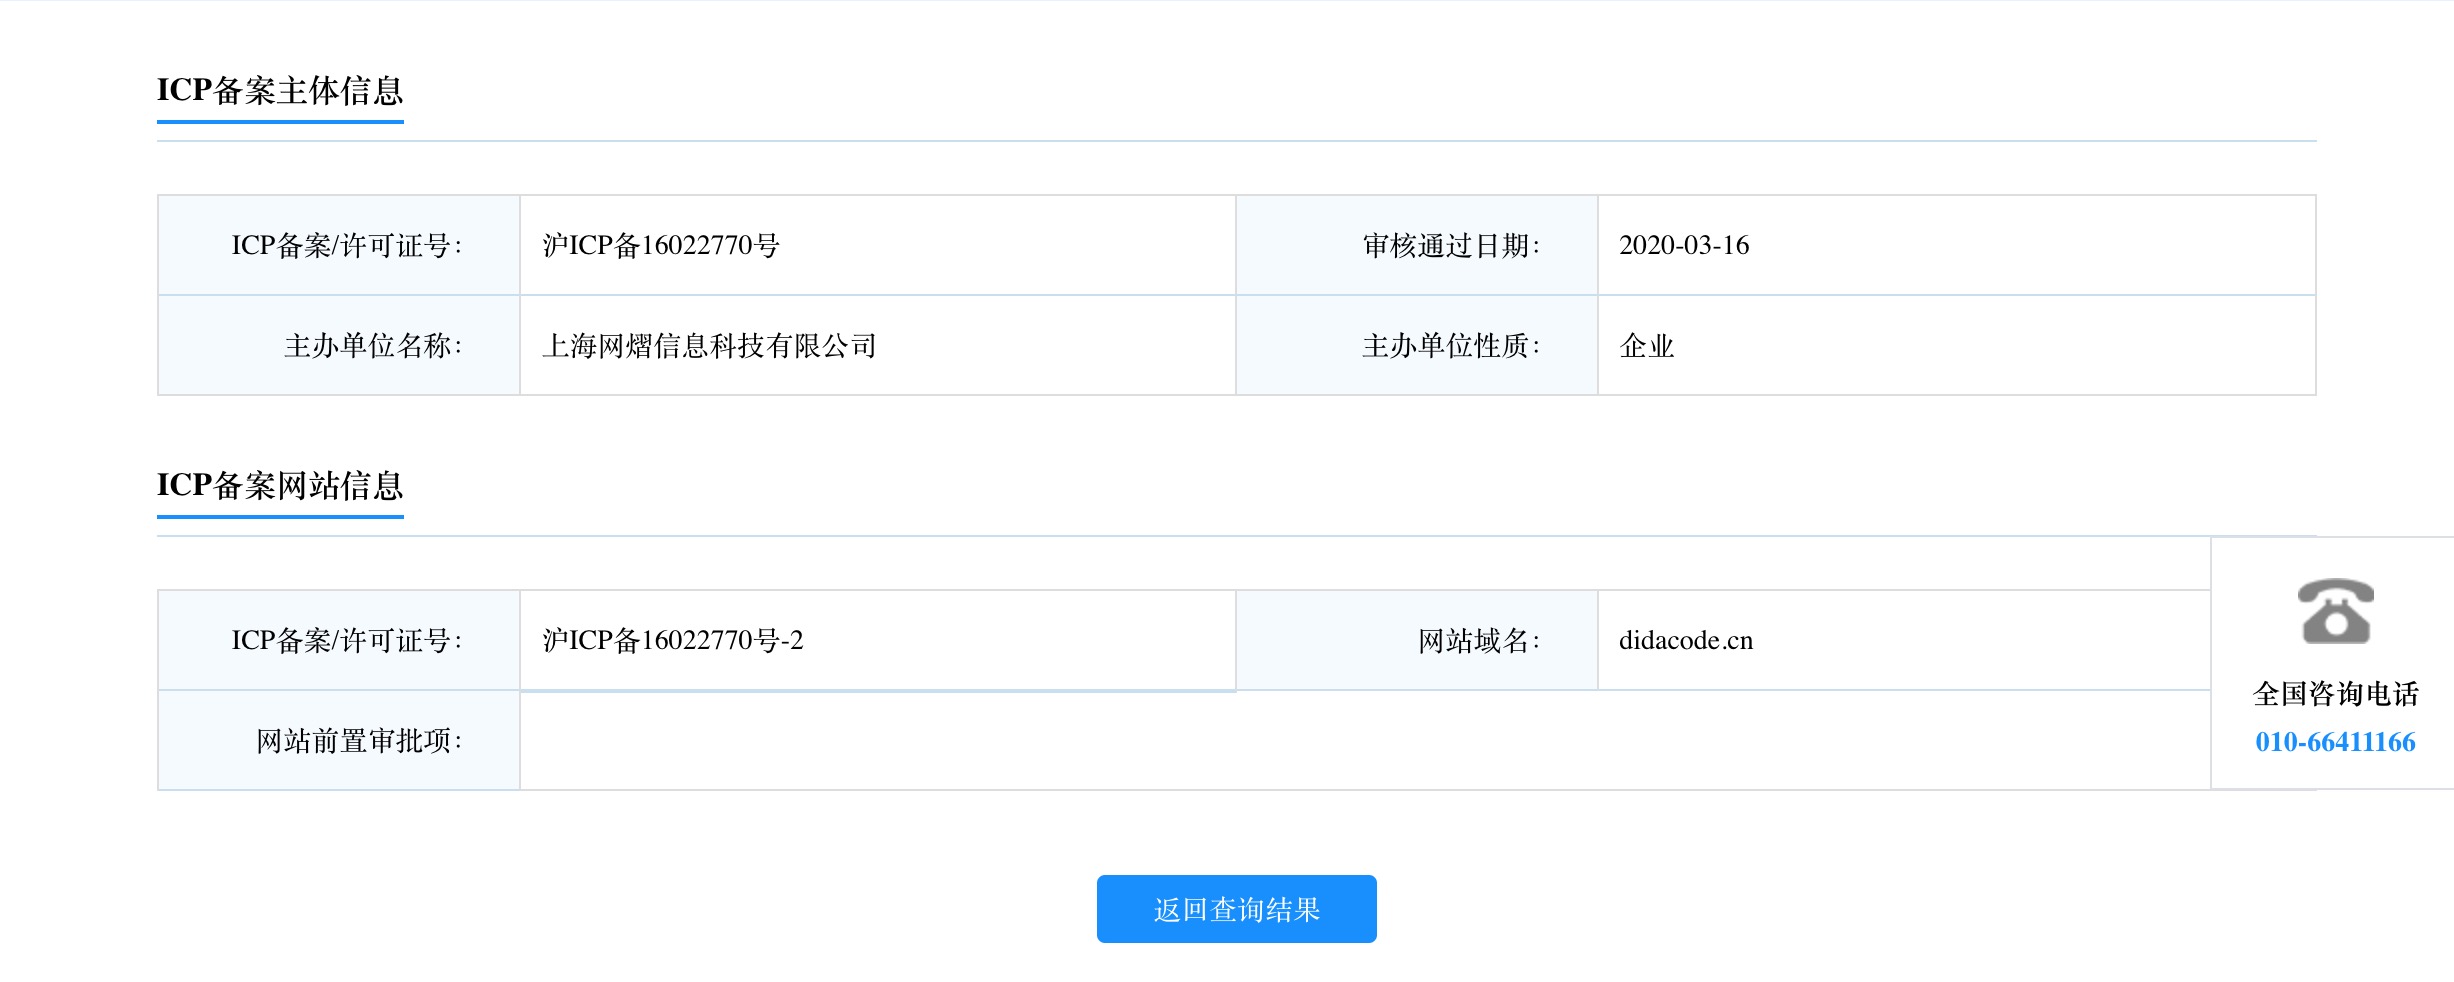 ICP备案主体信息
ICP备案/许可证号： 沪ICP备16022770号 审核通过日期： 2020-03-16
主办单位名称： 上海网熠信息科技有限公司 主办单位性质： 企业
ICP备案网站信息
ICP备案/许可证号： 沪ICP备16022770号-2 网站域名： didacode.cn
网站前置审批项：
全国咨询电话
010-66411166
返回查询结果